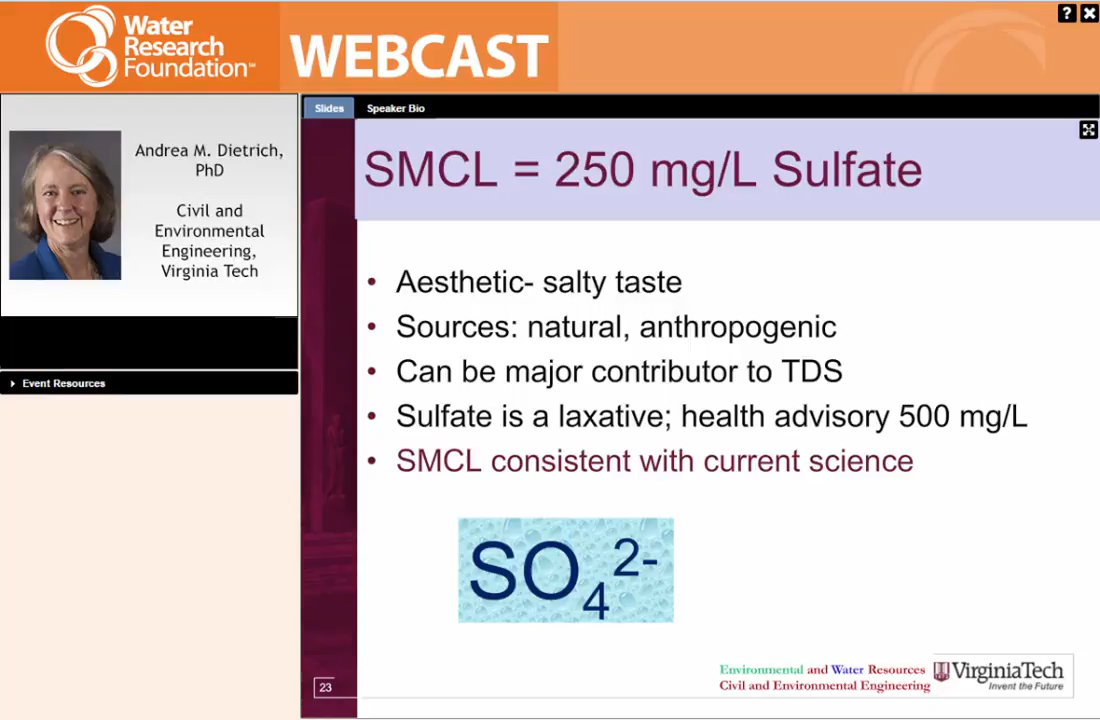 Water
Research
Foundation℠
WEBCAST
? 
Andrea M. Dietrich,
PhD
Civil and
Environmental
Engineering,
Virginia Tech
Event Resources
Slides Speaker Bio
SMCL = 250 mg/L Sulfate
• Aesthetic- salty taste
• Sources: natural, anthropogenic
• Can be major contributor to TDS
• Sulfate is a laxative; health advisory 500 mg/L
• SMCL consistent with current science
SO₄²⁻
23
Environmental and Water Resources
Civil and Environmental Engineering
VirginiaTech
Invent the Future